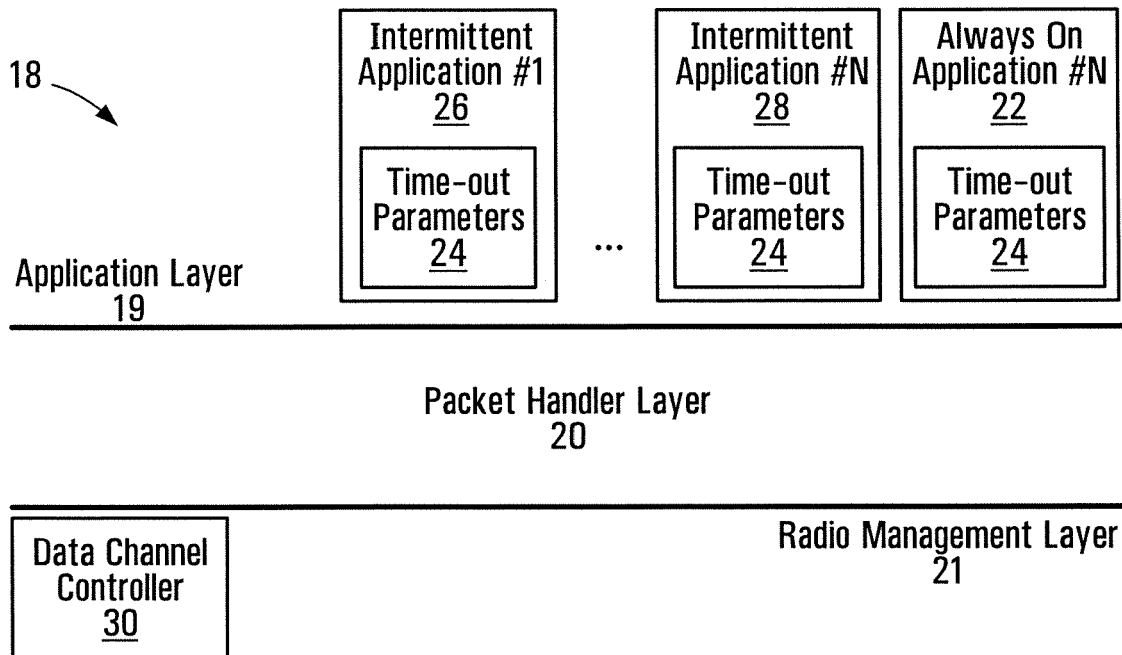 18
Intermittent
Application #1
26
Time-out
Parameters
24
...
Intermittent
Application #N
28
Time-out
Parameters
24
Always On
Application #N
22
Time-out
Parameters
24
Application Layer
19
Packet Handler Layer
20
Data Channel
Controller
30
Radio Management Layer
21